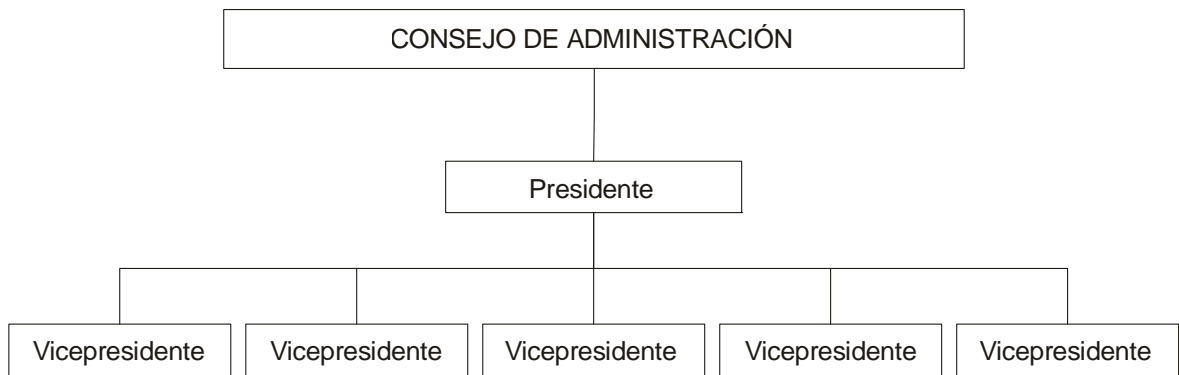 CONSEJO DE ADMINISTRACIÓN
Presidente
Vicepresidente
Vicepresidente
Vicepresidente
Vicepresidente
Vicepresidente